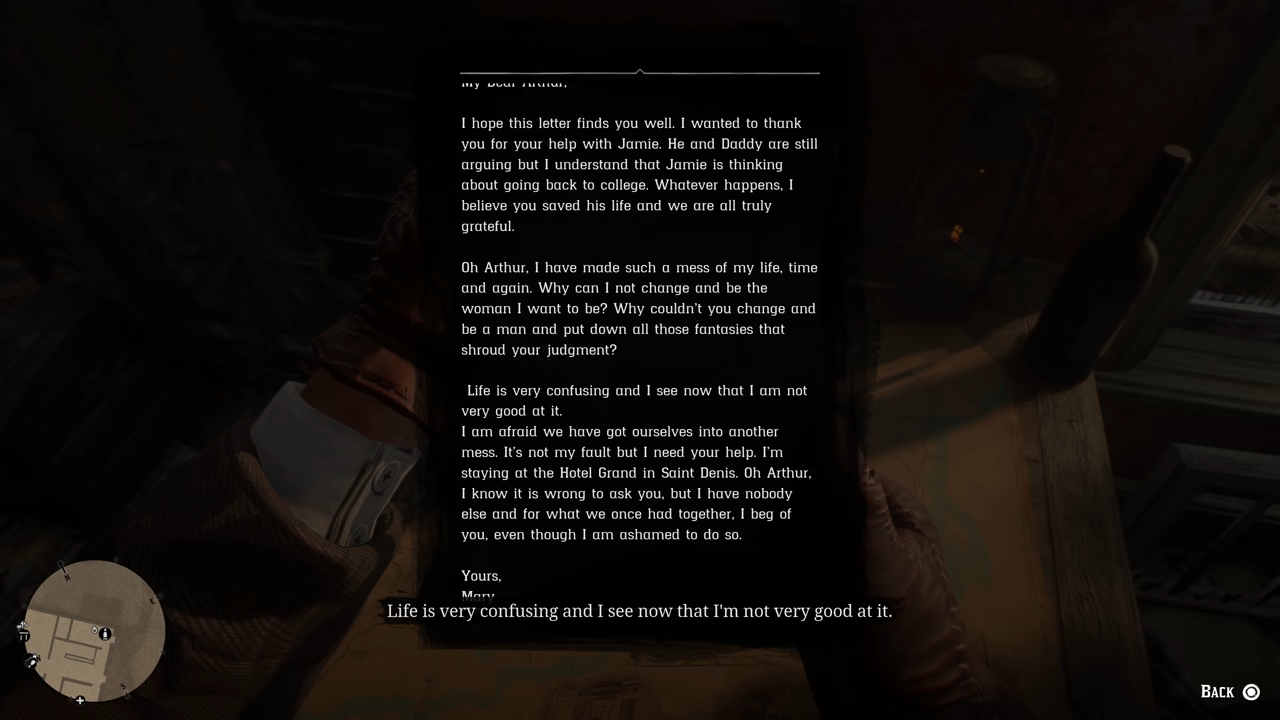 My Dear Arthur,
I hope this letter finds you well. I wanted to thank
you for your help with Jamie. He and Daddy are still
arguing but I understand that Jamie is thinking
about going back to college. Whatever happens, I
believe you saved his life and we are all truly
grateful.
Oh Arthur, I have made such a mess of my life, time
and again. Why can I not change and be the
woman I want to be? Why couldn't you change and
be a man and put down all those fantasies that
shroud your judgment?
Life is very confusing and I see now that I am not
very good at it.
I am afraid we have got ourselves into another
mess. It's not my fault but I need your help. I'm
staying at the Hotel Grand in Saint Denis. Oh Arthur,
I know it is wrong to ask you, but I have nobody
else and for what we once had together, I beg of
you, even though I am ashamed to do so.
Yours,
Mary
Life is very confusing and I see now that I'm not very good at it.
N
E
S
Back